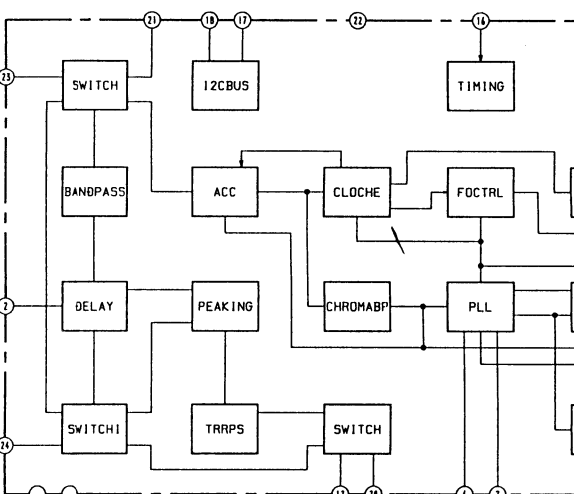 21 18 17 22 16
23
SWITCH I2CBUS TIMING
BANDPASS ACC CLOCHE FOCTRL
2
DELAY PEAKING CHROMABP PLL
24
SWITCH1 TRRPS SWITCH